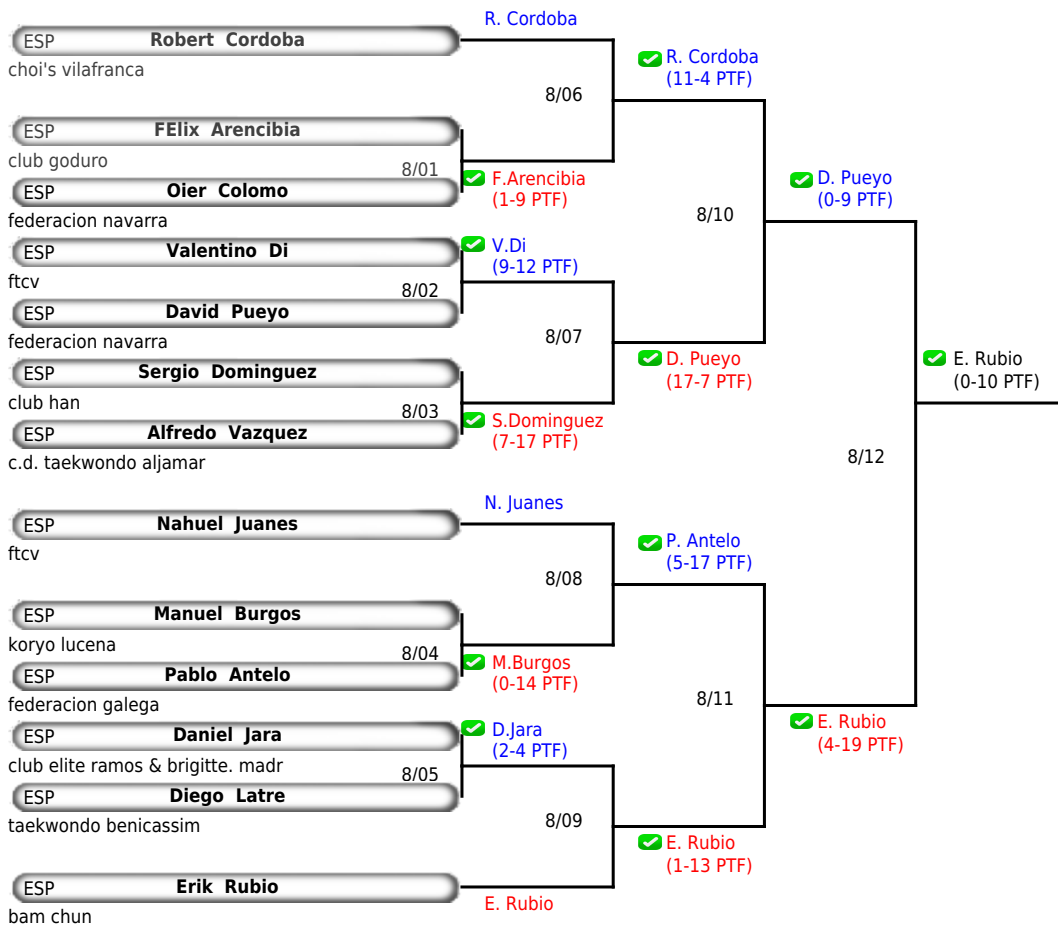 R. Cordoba
ESP Robert Cordoba
choi's vilafranca
R. Cordoba
(11-4 PTF)
8/06
ESP FElix Arencibia
club goduro
8/01
F.Arencibia
(1-9 PTF)
ESP Oier Colomo
federacion navarra
D. Pueyo
(0-9 PTF)
8/10
ESP Valentino Di
ftcv
V.Di
(9-12 PTF)
8/02
ESP David Pueyo
federacion navarra
8/07
D. Pueyo
(17-7 PTF)
E. Rubio
(0-10 PTF)
ESP Sergio Dominguez
club han
8/03
S.Dominguez
(7-17 PTF)
ESP Alfredo Vazquez
c.d. taekwondo aljamar
8/12
N. Juanes
ESP Nahuel Juanes
ftcv
P. Antelo
(5-17 PTF)
8/08
ESP Manuel Burgos
koryo lucena
8/04
M.Burgos
(0-14 PTF)
ESP Pablo Antelo
federacion galega
8/11
E. Rubio
(4-19 PTF)
ESP Daniel Jara
club elite ramos & brigitte. madr
D.Jara
(2-4 PTF)
8/05
ESP Diego Latre
taekwondo benicassim
8/09
E. Rubio
(1-13 PTF)
ESP Erik Rubio
bam chun
E. Rubio